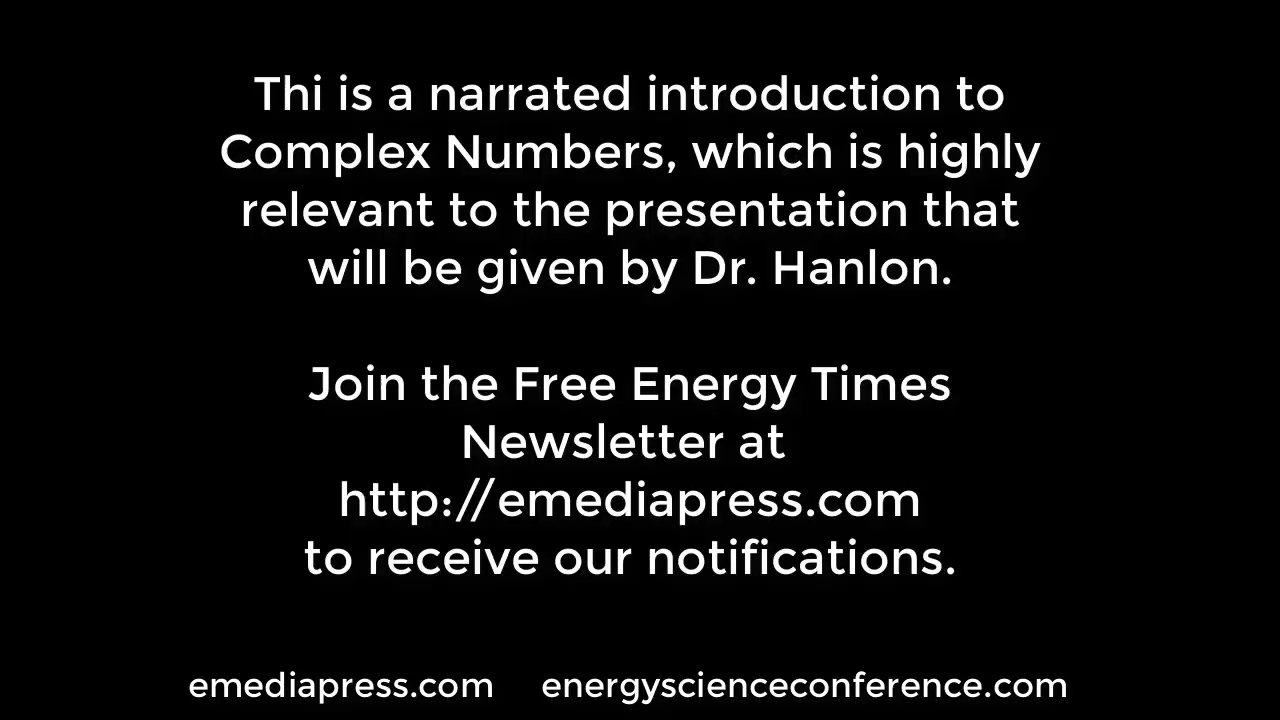 Thi is a narrated introduction to
Complex Numbers, which is highly
relevant to the presentation that
will be given by Dr. Hanlon.
Join the Free Energy Times
Newsletter at
http://emediapress.com
to receive our notifications.
emediapress.com energyscienceconference.com